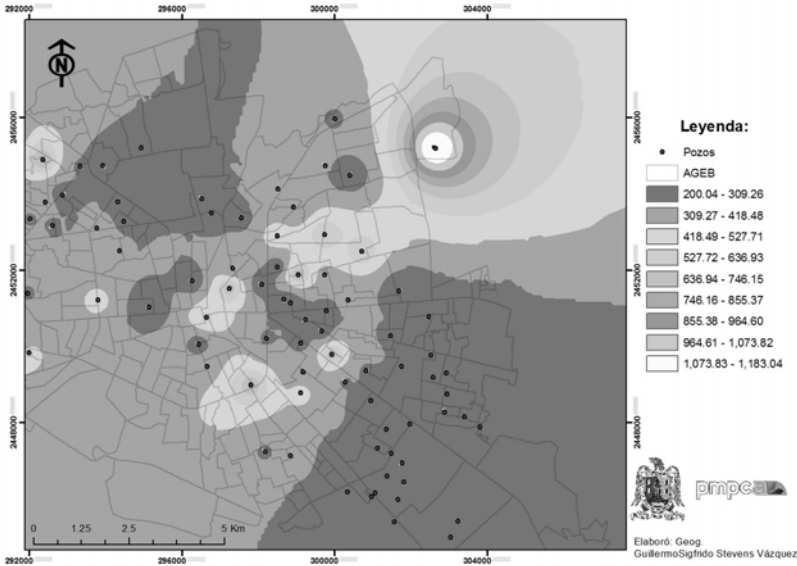 292000 296000 300000 304000
N
2456000 2456000
2452000 2452000
2448000 2448000
0 1.25 2.5 5 Km
292000 296000 300000 304000
Leyenda:
Pozos
AGEB
200.04 - 309.26
309.27 - 418.48
418.49 - 527.71
527.72 - 636.93
636.94 - 746.15
746.16 - 855.37
855.38 - 964.60
964.61 - 1,073.82
1,073.83 - 1,183.04
pmpca
Elaboró: Geog.
GuillermoSigfrido Stevens Vázquez